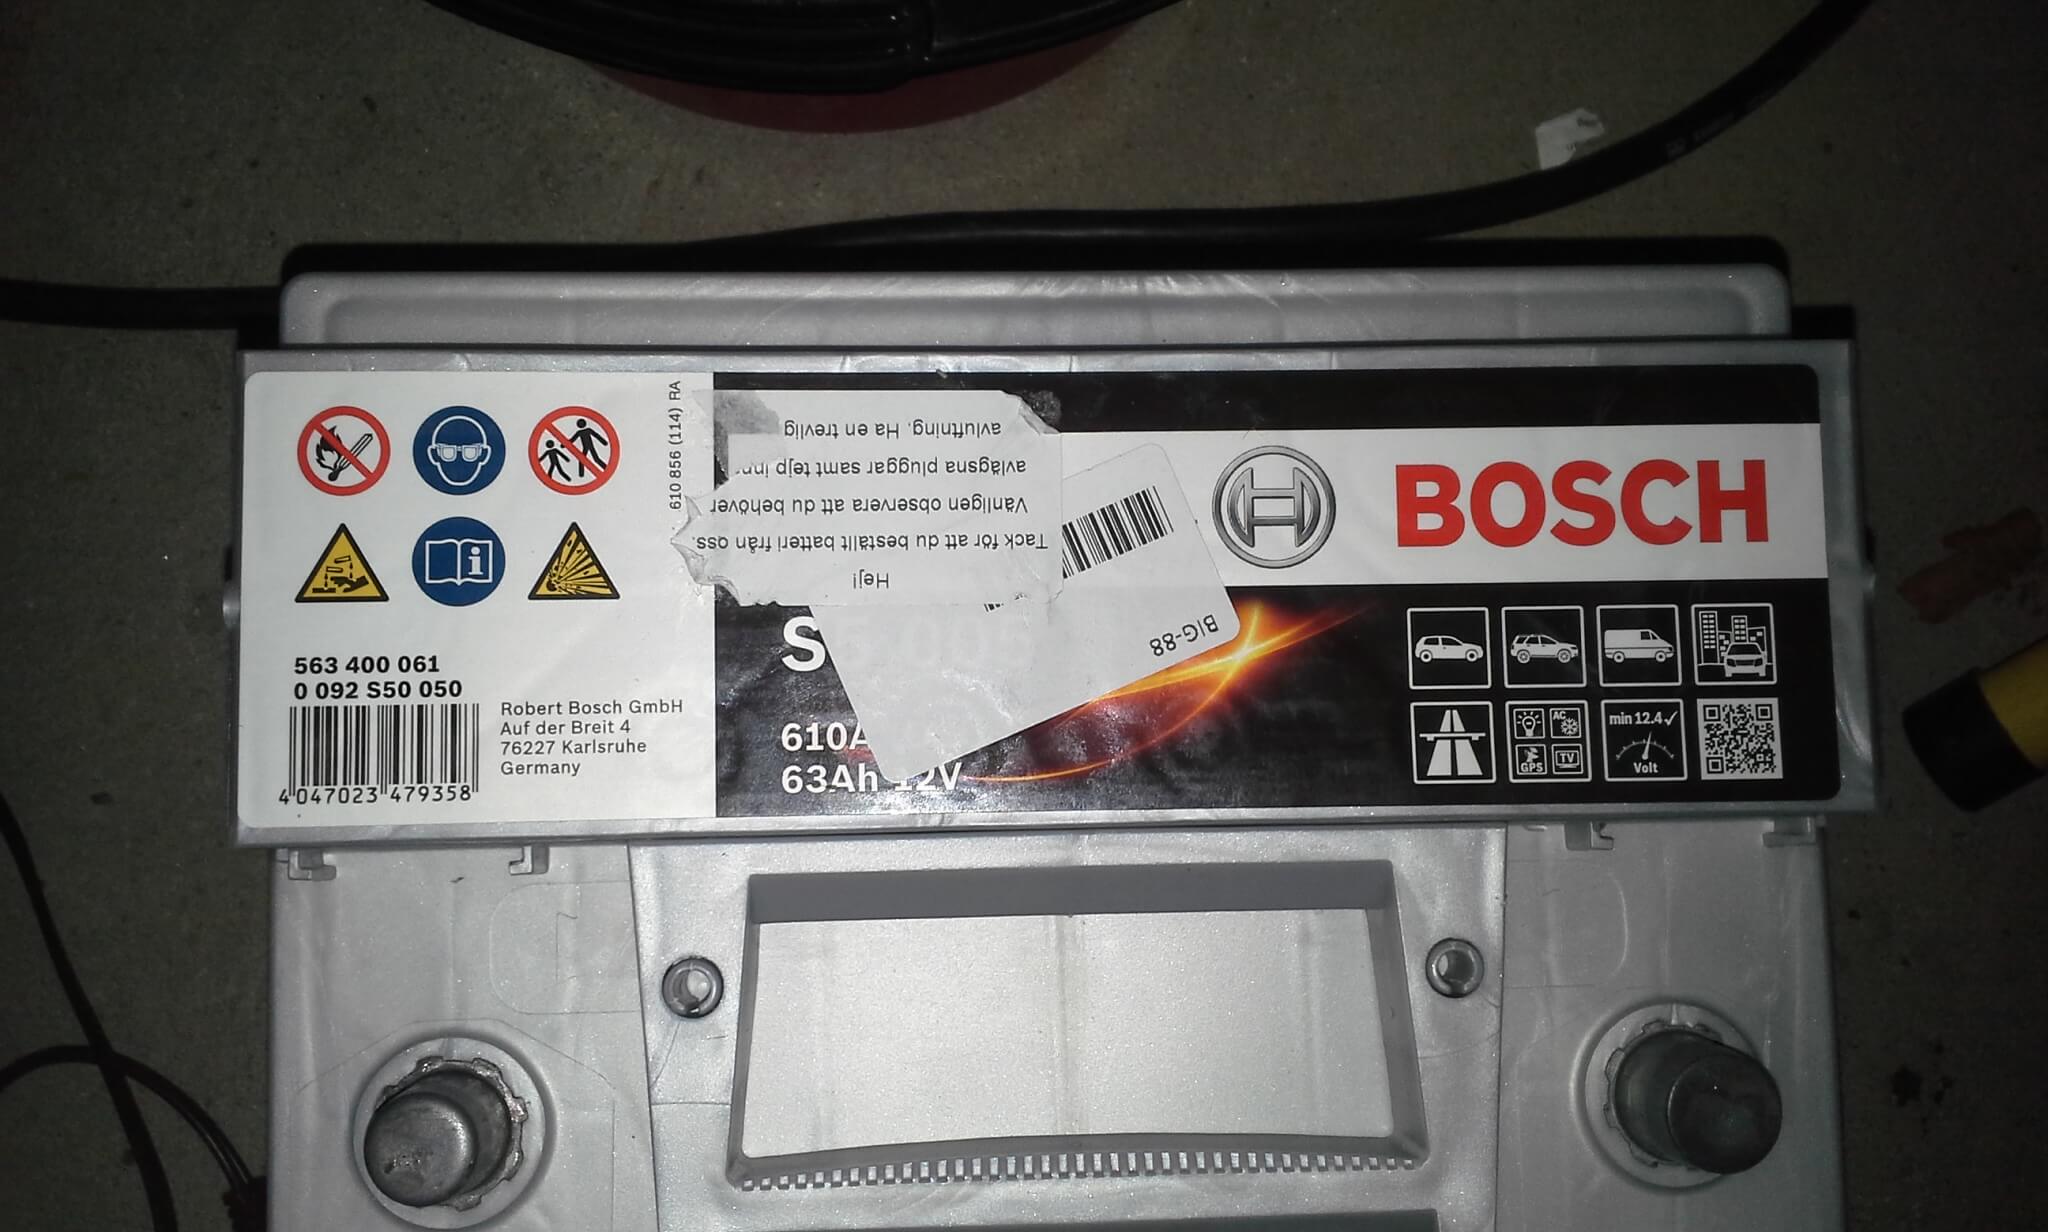 610 856 (114) RA
563 400 061
0 092 S50 050
4 047023 479358
Robert Bosch GmbH
Auf der Breit 4
76227 Karlsruhe
Germany
Hej!
Tack för att du beställt batteri från oss.
Vänligen observera att du behöver
avlägsna pluggar samt tejp
avluftning. Ha en trevlig
BIG-88
S
610A
63Ah 12V
BOSCH
AC
GPS
TV
min 12.4
Volt